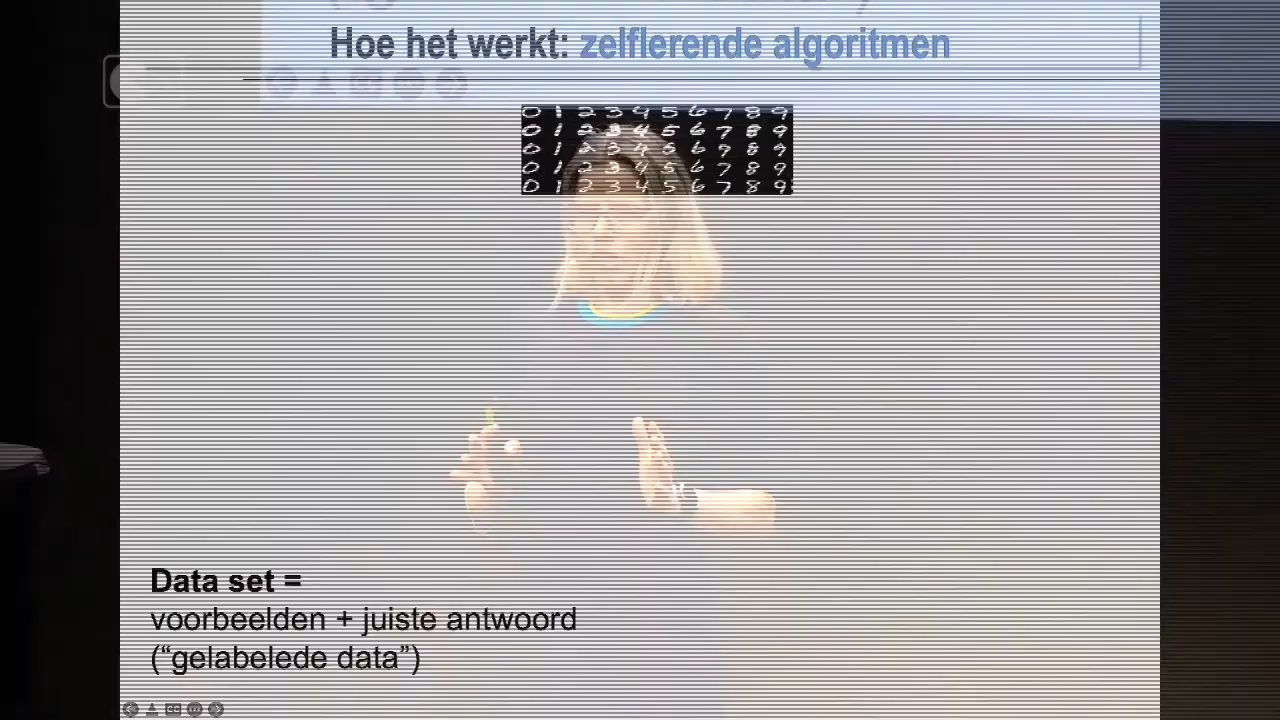 Hoe het werkt: zelflerende algoritmen
0 1 2 3 4 5 6 7 8 9
0 1 2 3 4 5 6 7 8 9
0 1 2 3 4 5 6 7 8 9
0 1 2 3 4 5 6 7 8 9
0 1 2 3 4 5 6 7 8 9
Data set =
voorbeelden + juiste antwoord
(“gelabelede data”)